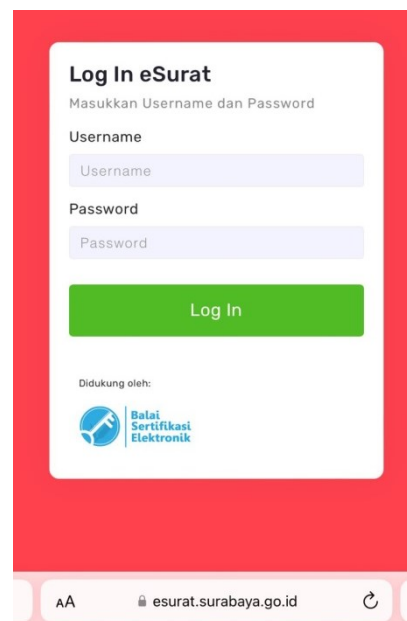 Log In eSurat
Masukkan Username dan Password
Username
Username
Password
Password
Log In
Didukung oleh:
Balai
Sertifikasi
Elektronik
AA
esurat.surabaya.go.id